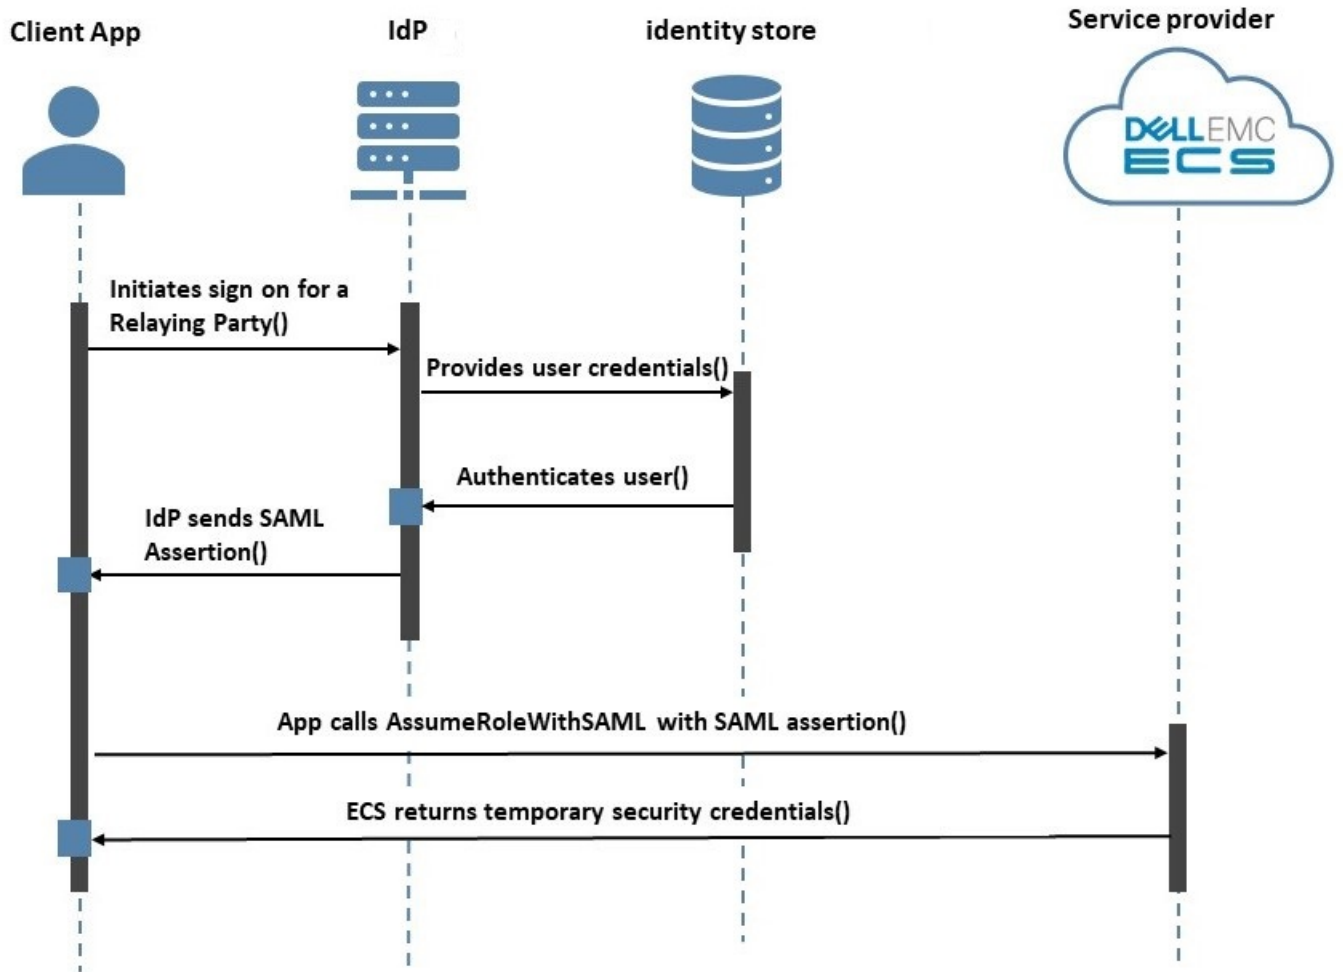 Client App
IdP
identity store
Service provider
DELLEMC
ECS
Initiates sign on for a
Relaying Party()
Provides user credentials()
Authenticates user()
IdP sends SAML
Assertion()
App calls AssumeRoleWithSAML with SAML assertion()
ECS returns temporary security credentials()